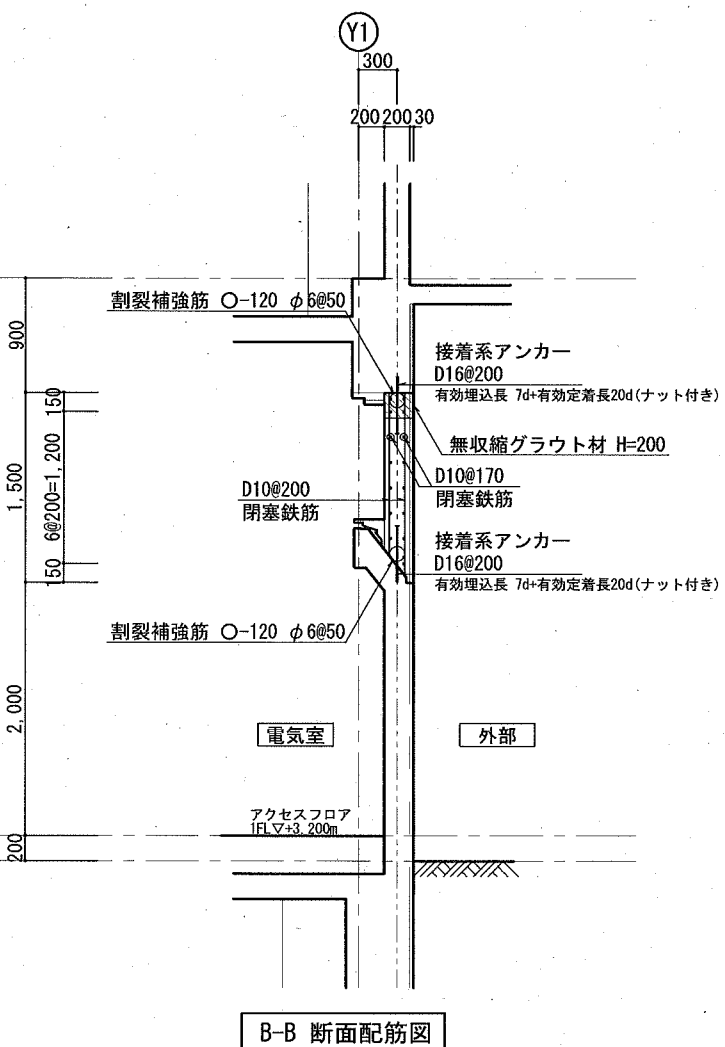 Y1
300
200 200 30
割裂補強筋 ○-120 φ6@50
900
接着系アンカー
D16@200
有効埋込長 7d+有効定着長20d(ナット付き)
150
無収縮グラウト材 H=200
1,500
6@200=1,200
D10@200
閉塞鉄筋
D10@170
閉塞鉄筋
接着系アンカー
D16@200
有効埋込長 7d+有効定着長20d(ナット付き)
150
割裂補強筋 ○-120 φ6@50
2,000
電気室
外部
アクセスフロア
1FL▽+3.200m
200
B-B 断面配筋図